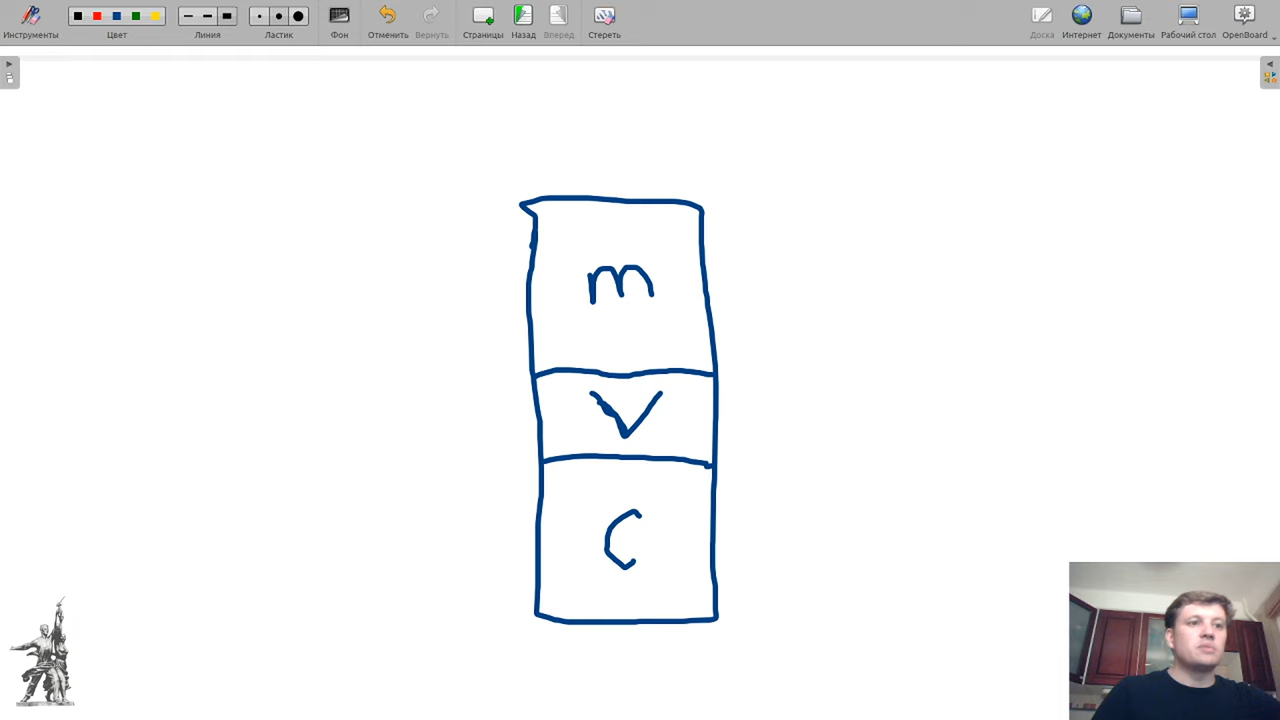 Инструменты Цвет Линия Ластик Фон Отменить Вернуть Страницы Назад Вперед Стереть Доска Интернет Документы Рабочий стол OpenBoard
m
V
C